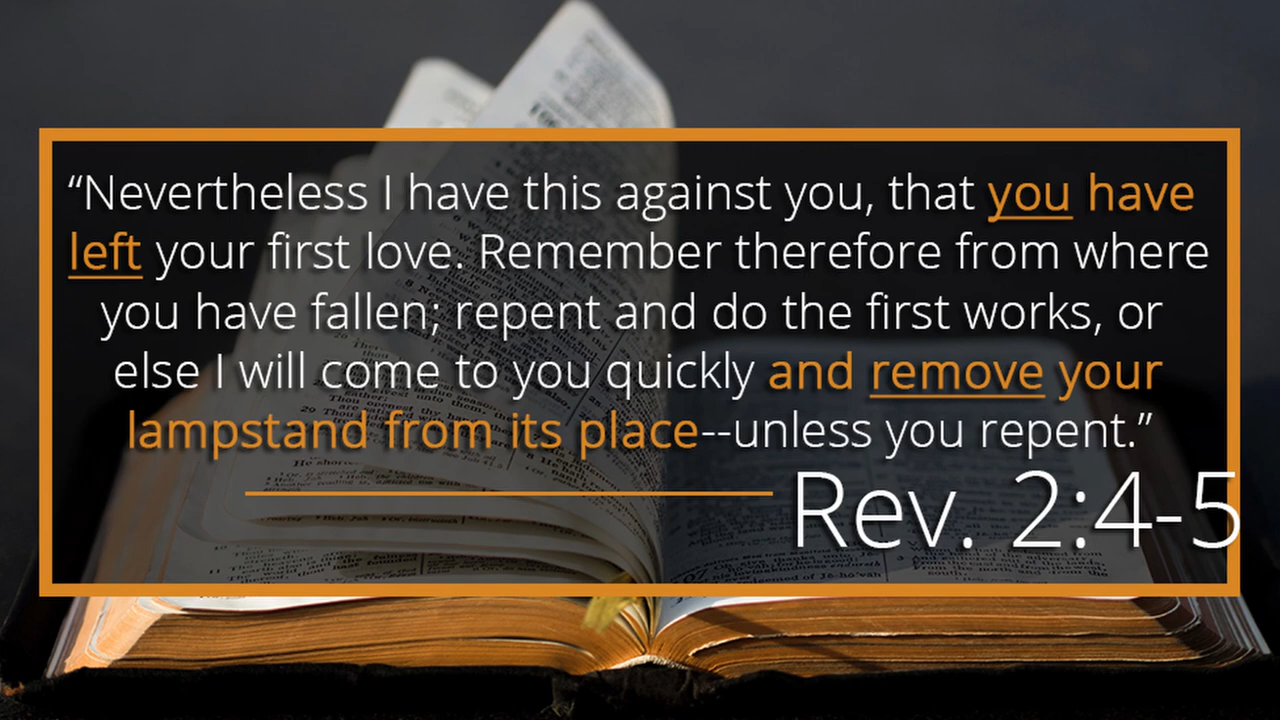 “Nevertheless I have this against you, that you have
left your first love. Remember therefore from where
you have fallen; repent and do the first works, or
else I will come to you quickly and remove your
lampstand from its place--unless you repent.”
Rev. 2:4-5